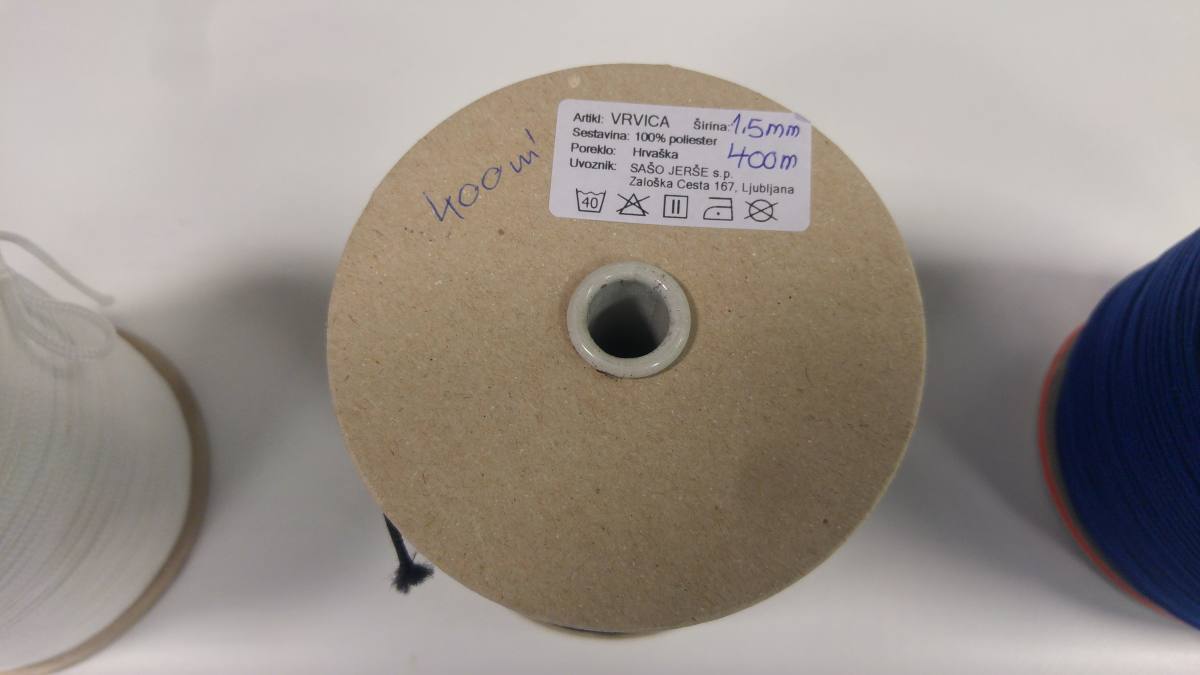 400m
Artikl: VRVICA Širina: 1,5mm
Sestavina: 100% poliester
Poreklo: Hrvaška 400m
Uvoznik: SAŠO JERŠE s.p.
Zaloška Cesta 167, Ljubljana
40